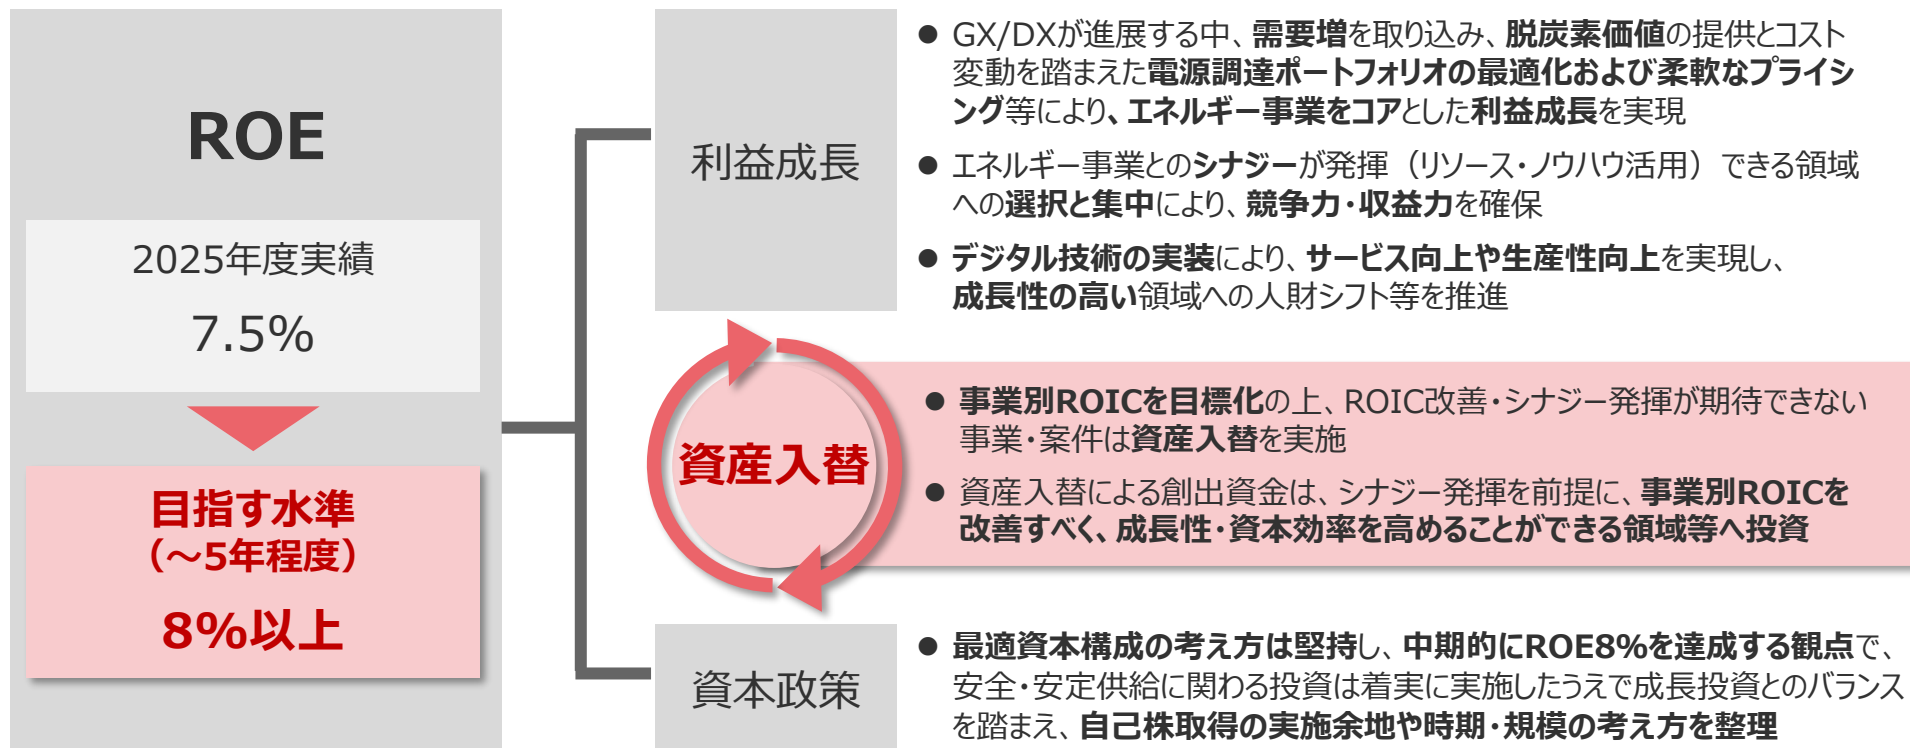 ROE
2025年度実績
7.5%
目指す水準
（～5年程度）
8%以上
利益成長
● GX/DXが進展する中、需要増を取り込み、脱炭素価値の提供とコスト
変動を踏まえた電源調達ポートフォリオの最適化および柔軟なプライシ
ング等により、エネルギー事業をコアとした利益成長を実現
● エネルギー事業とのシナジーが発揮（リソース・ノウハウ活用）できる領域
への選択と集中により、競争力・収益力を確保
● デジタル技術の実装により、サービス向上や生産性向上を実現し、
成長性の高い領域への人財シフト等を推進
資産入替
● 事業別ROICを目標化の上、ROIC改善・シナジー発揮が期待できない
事業・案件は資産入替を実施
● 資産入替による創出資金は、シナジー発揮を前提に、事業別ROICを
改善すべく、成長性・資本効率を高めることができる領域等へ投資
資本政策
● 最適資本構成の考え方は堅持し、中期的にROE8%を達成する観点で、
安全・安定供給に関わる投資は着実に実施したうえで成長投資とのバランス
を踏まえ、自己株取得の実施余地や時期・規模の考え方を整理